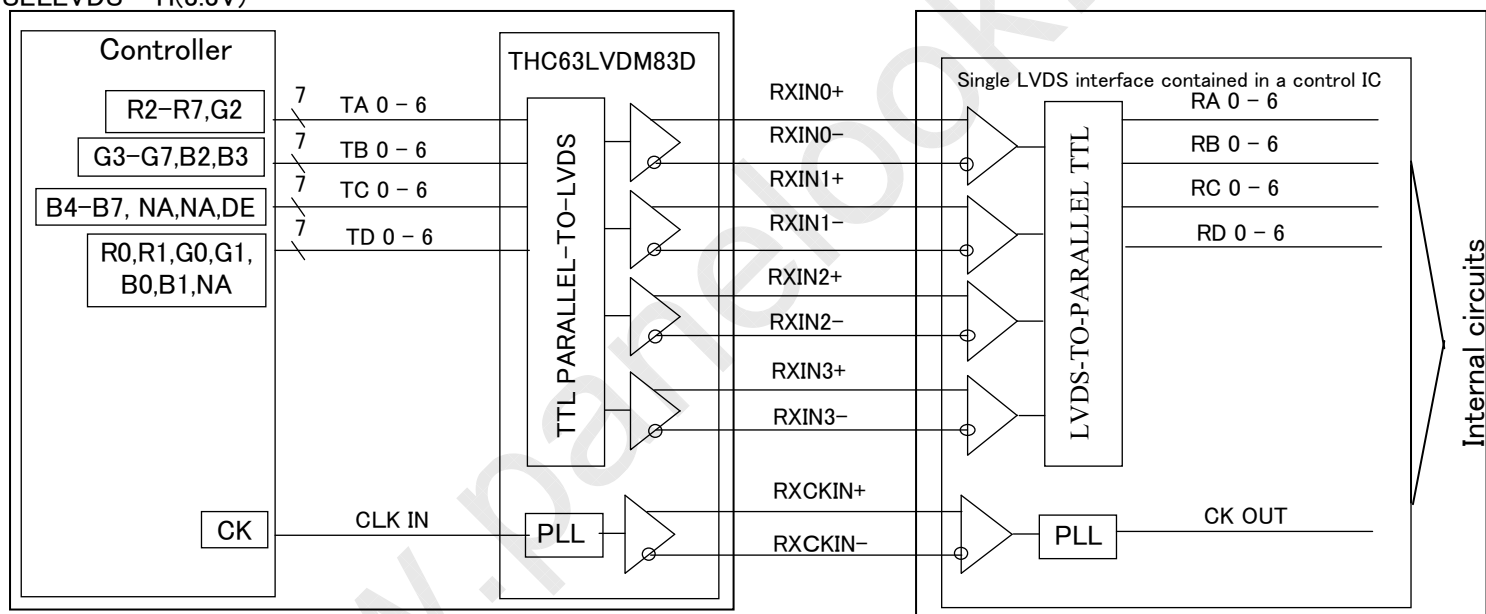 Controller
THC63LVDM83D
R2-R7,G2
7
TA 0 - 6
G3-G7,B2,B3
7
TB 0 - 6
B4-B7, NA,NA,DE
7
TC 0 - 6
R0,R1,G0,G1,
B0,B1,NA
7
TD 0 - 6
CK
CLK IN
TTL PARALLEL-TO-LVDS
PLL
RXIN0+
RXIN0-
RXIN1+
RXIN1-
RXIN2+
RXIN2-
RXIN3+
RXIN3-
RXCKIN+
RXCKIN-
Single LVDS interface contained in a control IC
LVDS-TO-PARALLEL TTL
RA 0 - 6
RB 0 - 6
RC 0 - 6
RD 0 - 6
PLL
CK OUT
Internal circuits